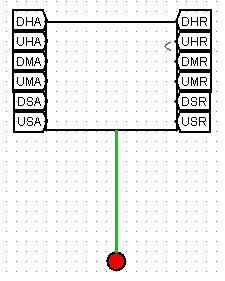 DHA DHR
UHA UHR
DMA DMR
UMA UMR
DSA DSR
USA USR